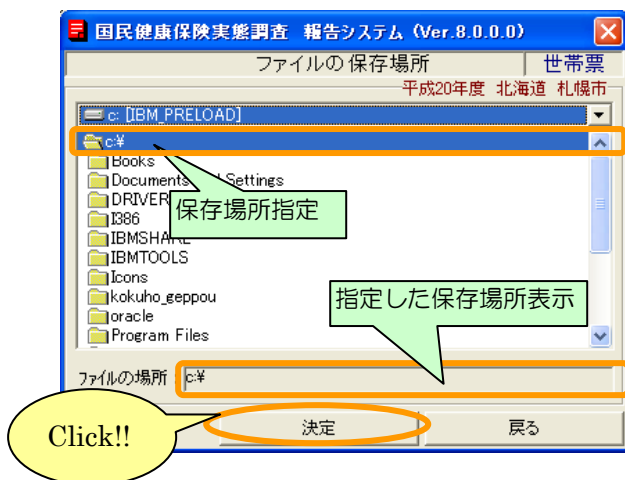 国民健康保険実態調査 報告システム (Ver.8.0.0.0)
ファイルの保存場所
世帯票
平成20年度 北海道 札幌市
c: [IBM_PRELOAD]
c:¥
Books
Documents and Settings
DRIVER
保存場所指定
I386
IBMSHARE
IBMTOOLS
Icons
kokuho_geppou
指定した保存場所表示
oracle
Program Files
ファイルの場所 : c:¥
Click!!
決定
戻る